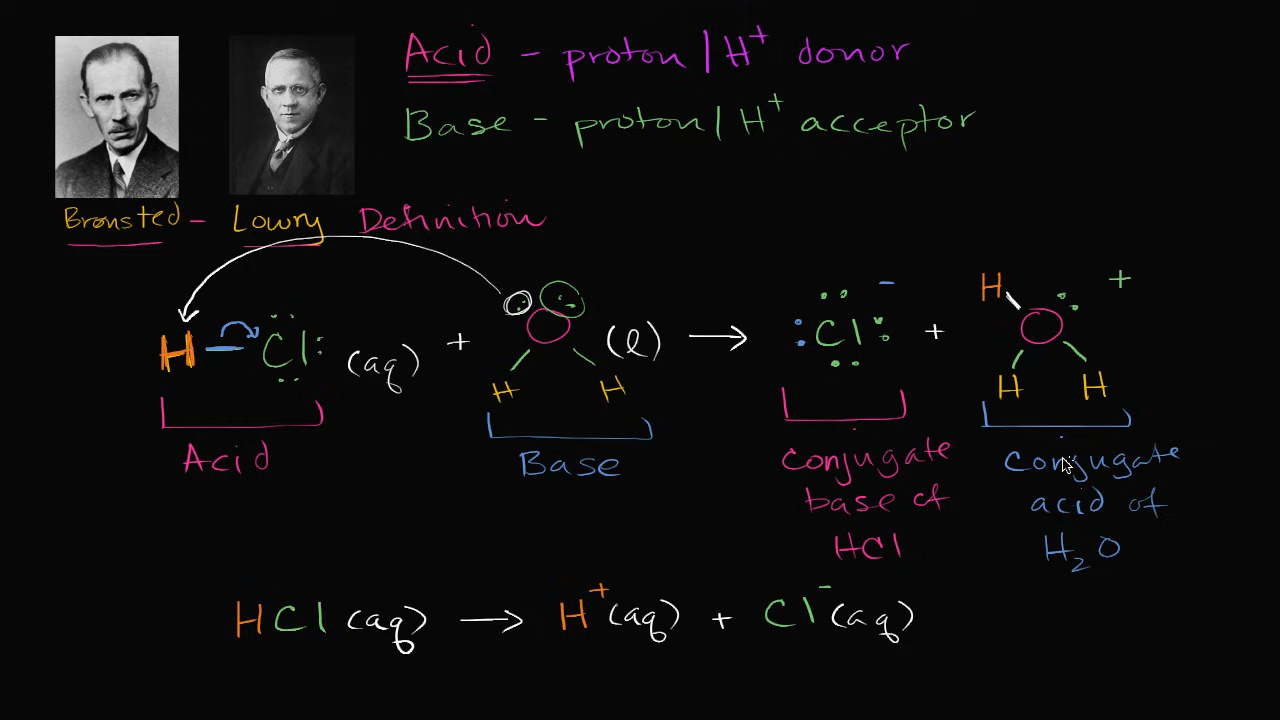 Acid - proton | H⁺ donor
Base - proton | H⁺ acceptor
Bronsted - Lowry Definition
H - Cl (aq) + O H H (l) → Cl⁻ + H O H H +
Acid
Base
conjugate base of HCl
conjugate acid of H₂O
HCl (aq) → H⁺ (aq) + Cl⁻ (aq)